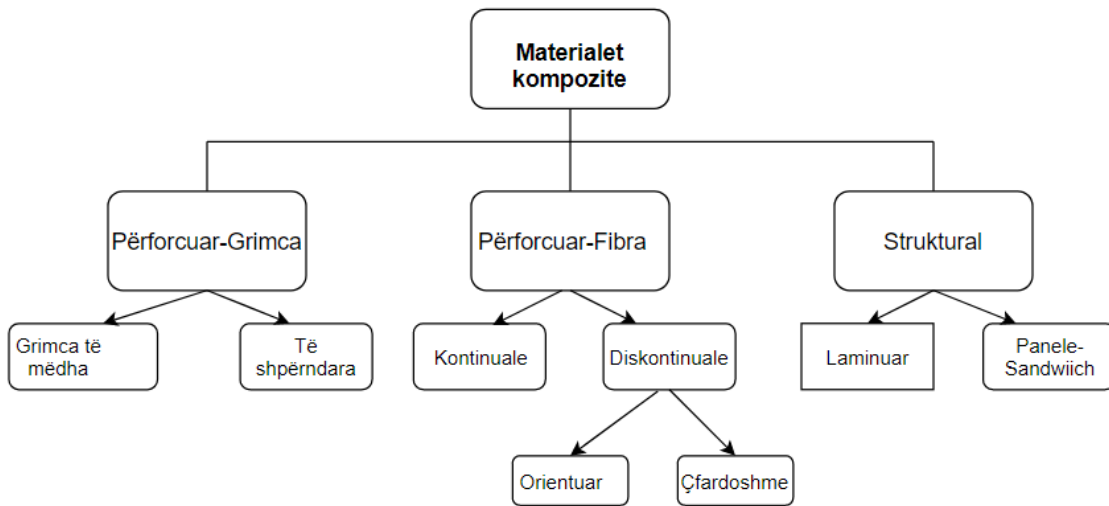 Materialet
kompozite
Përforcuar-Grimca
Përforcuar-Fibra
Struktural
Grimca të
mëdha
Të
shpërndara
Kontinuale
Diskontinuale
Laminuar
Panele-
Sandwiich
Orientuar
Çfardoshme